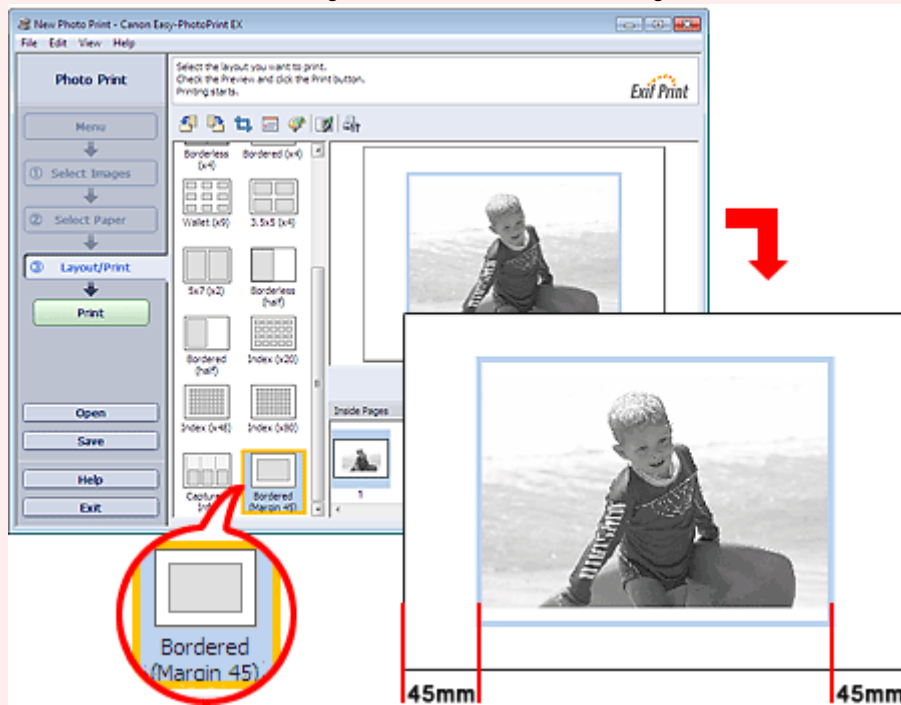 New Photo Print - Canon Easy-PhotoPrint EX
File Edit View Help
Photo Print
Select the layout you want to print.
Check the Preview and click the Print button.
Printing starts.
Exif Print
Menu
① Select Images
② Select Paper
③ Layout/Print
Print
Open
Save
Help
Exit
Borderless
(x4)
Bordered (x4)
Wallet (x9)
3.5x5 (x4)
5x7 (x2)
Borderless
(half)
Bordered
(half)
Index (x20)
Index (x48)
Index (x80)
Captured
Bordered
(Margin 45)
Inside Pages
1
Bordered
(Margin 45)
45mm
45mm